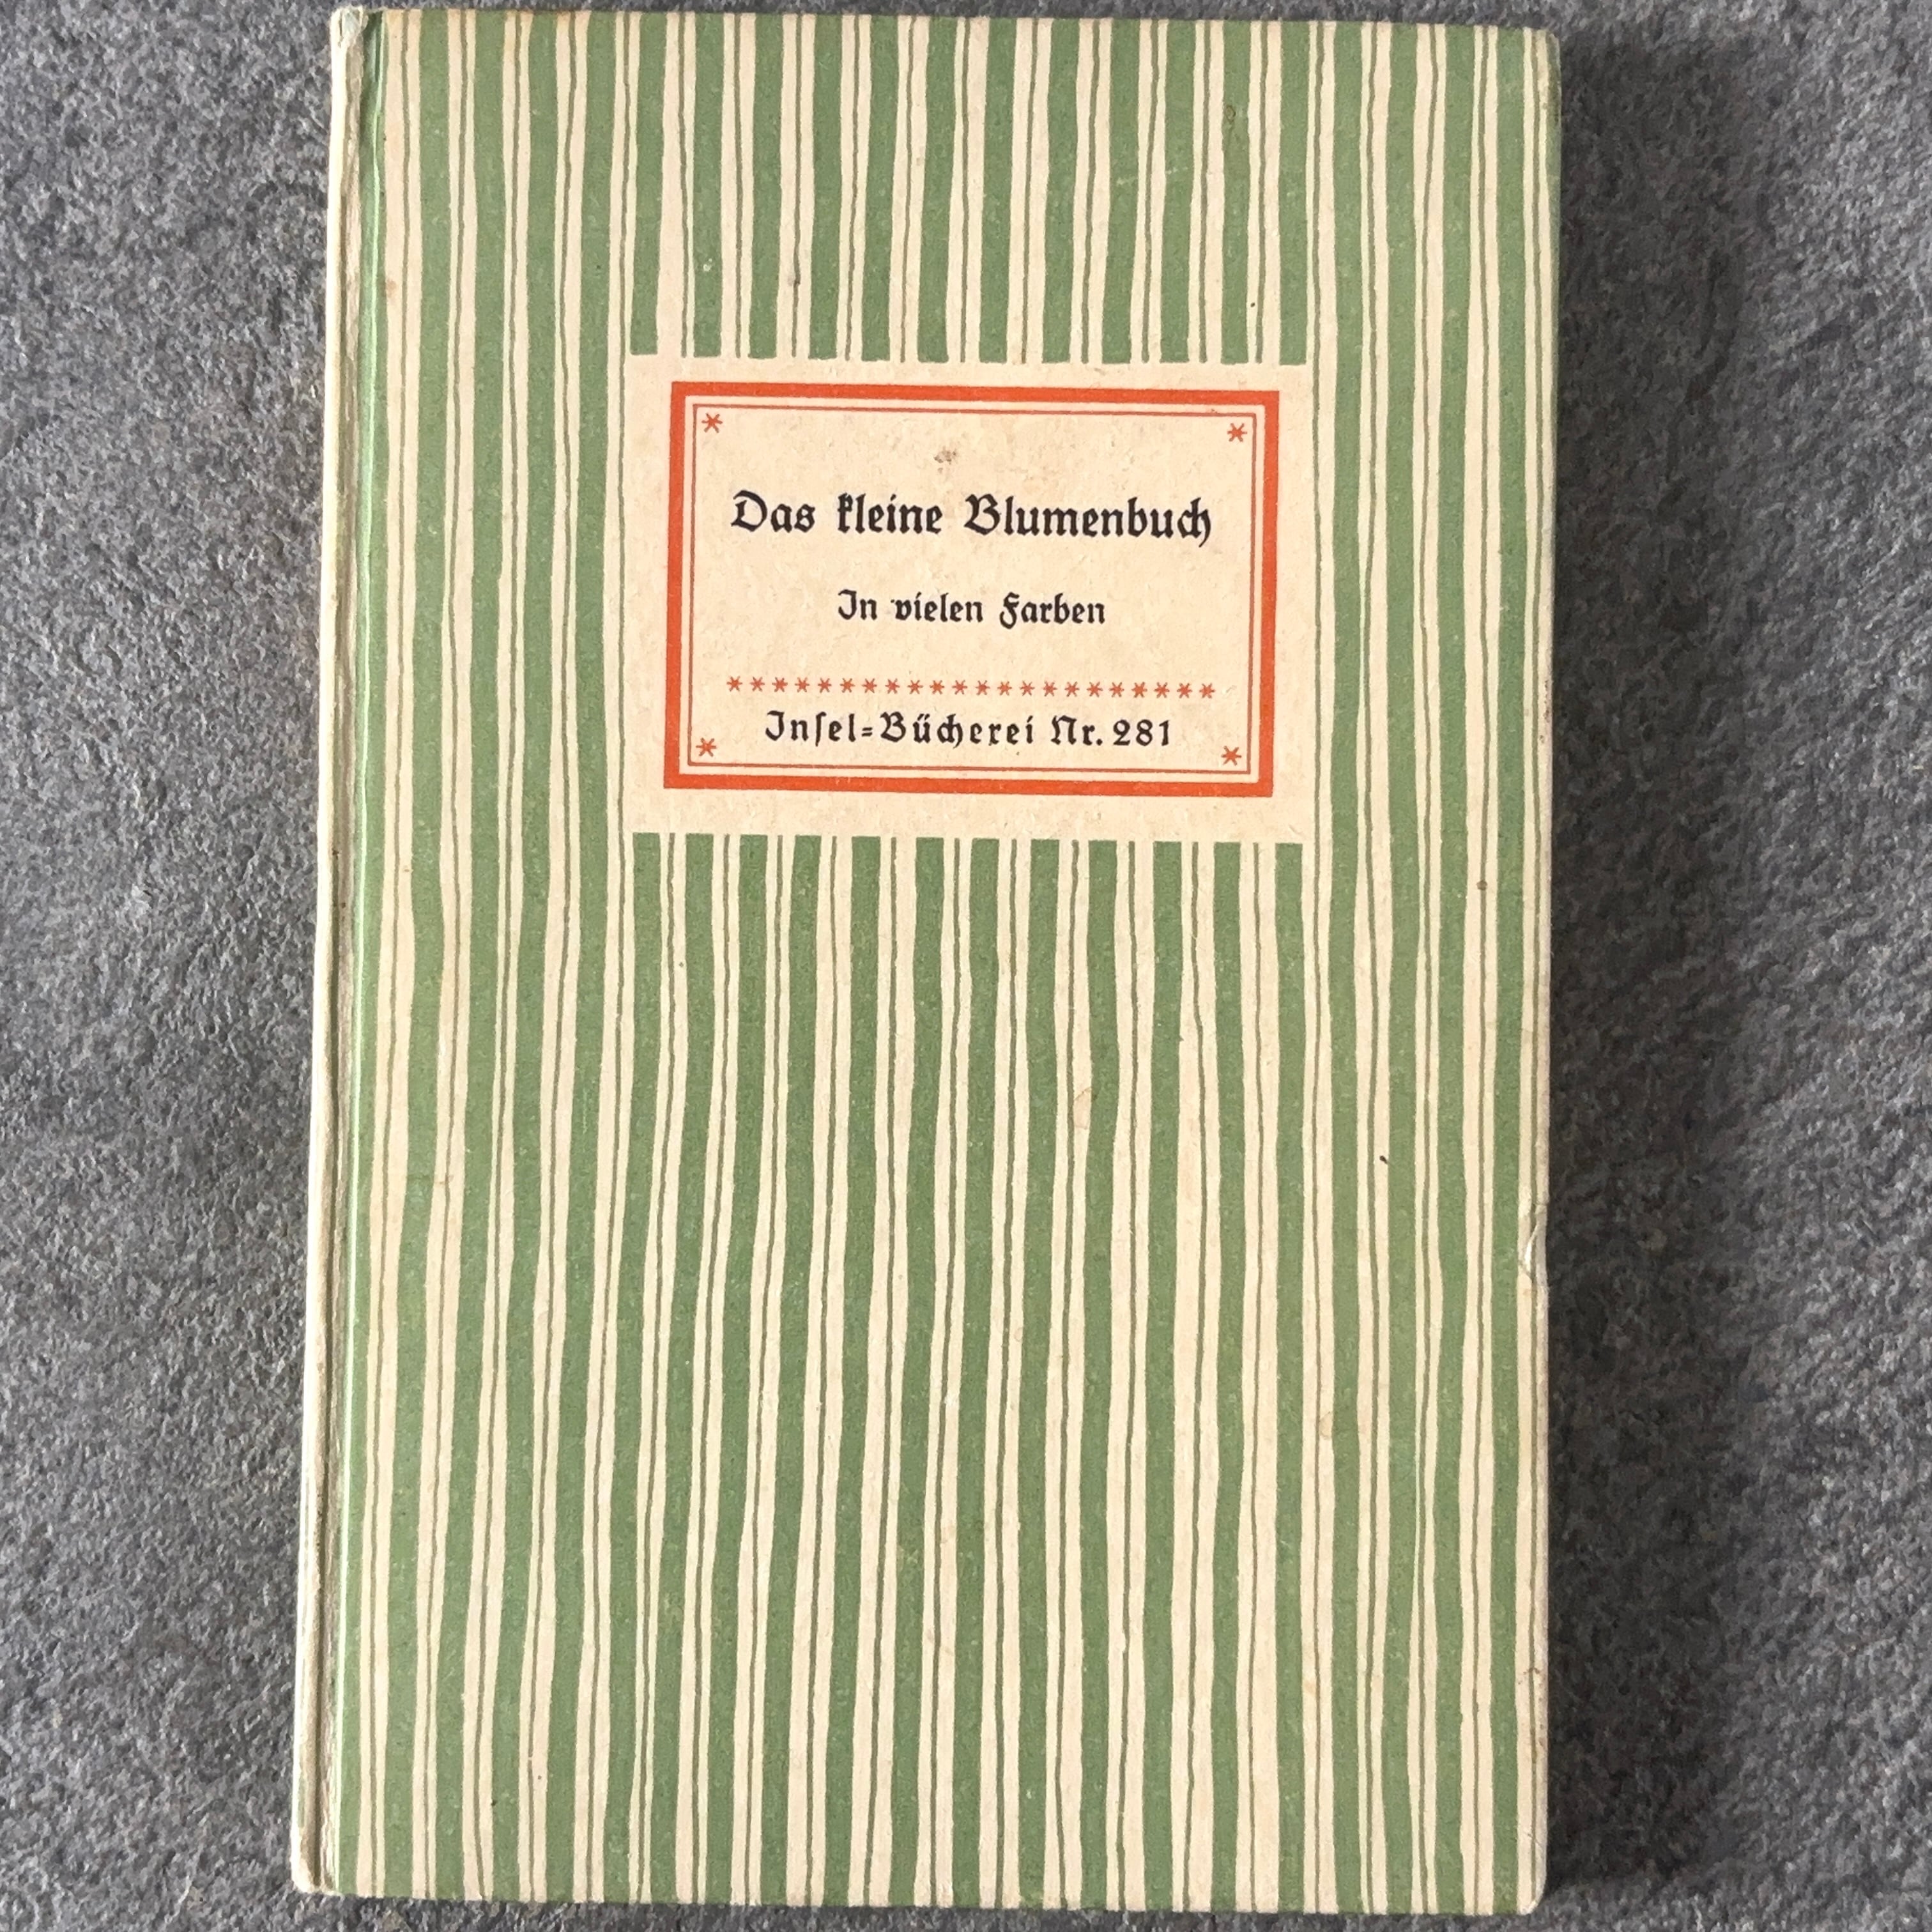 Das kleine Blumenbuch
In vielen Farben
**********************
Inſel=Bücherei Nr. 281